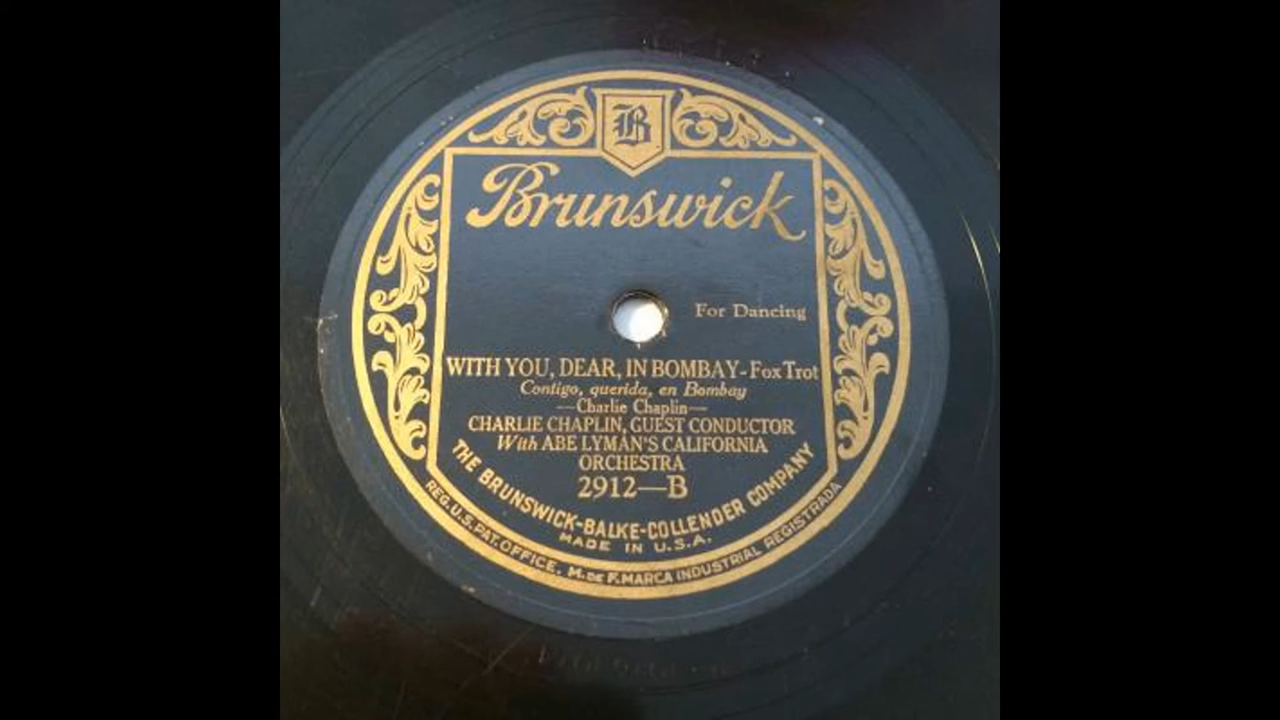 B
Brunswick
For Dancing
WITH YOU, DEAR, IN BOMBAY-Fox Trot
Contigo, querida, en Bombay
—Charlie Chaplin—
CHARLIE CHAPLIN, GUEST CONDUCTOR
With ABE LYMAN'S CALIFORNIA
ORCHESTRA
2912—B
THE BRUNSWICK-BALKE-COLLENDER COMPANY
MADE IN U.S.A.
REG. U.S. PAT. OFFICE. M. DE F. MARCA INDUSTRIAL REGISTRADA